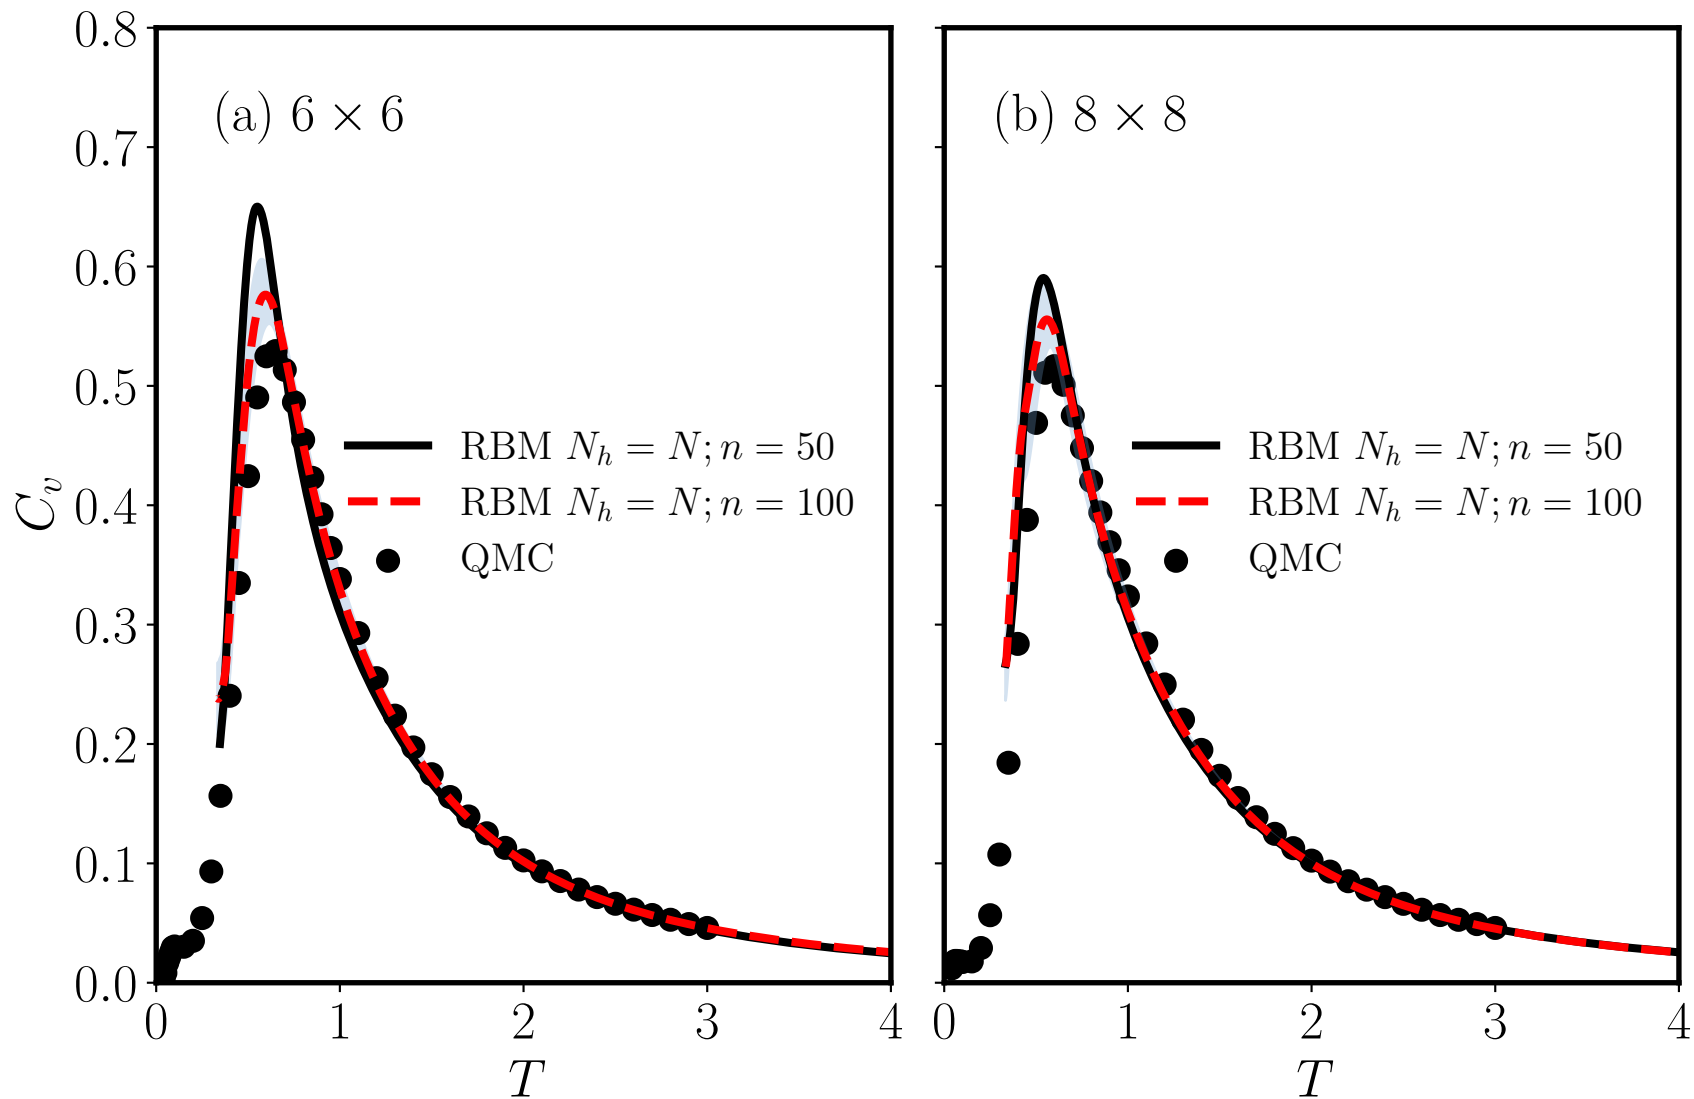 (a) 6 × 6
(b) 8 × 8
0.8
0.7
0.6
0.5
0.4
0.3
0.2
0.1
0.0
C_v
RBM N_h = N; n = 50
RBM N_h = N; n = 100
QMC
RBM N_h = N; n = 50
RBM N_h = N; n = 100
QMC
0 1 2 3 4
0 1 2 3 4
T
T